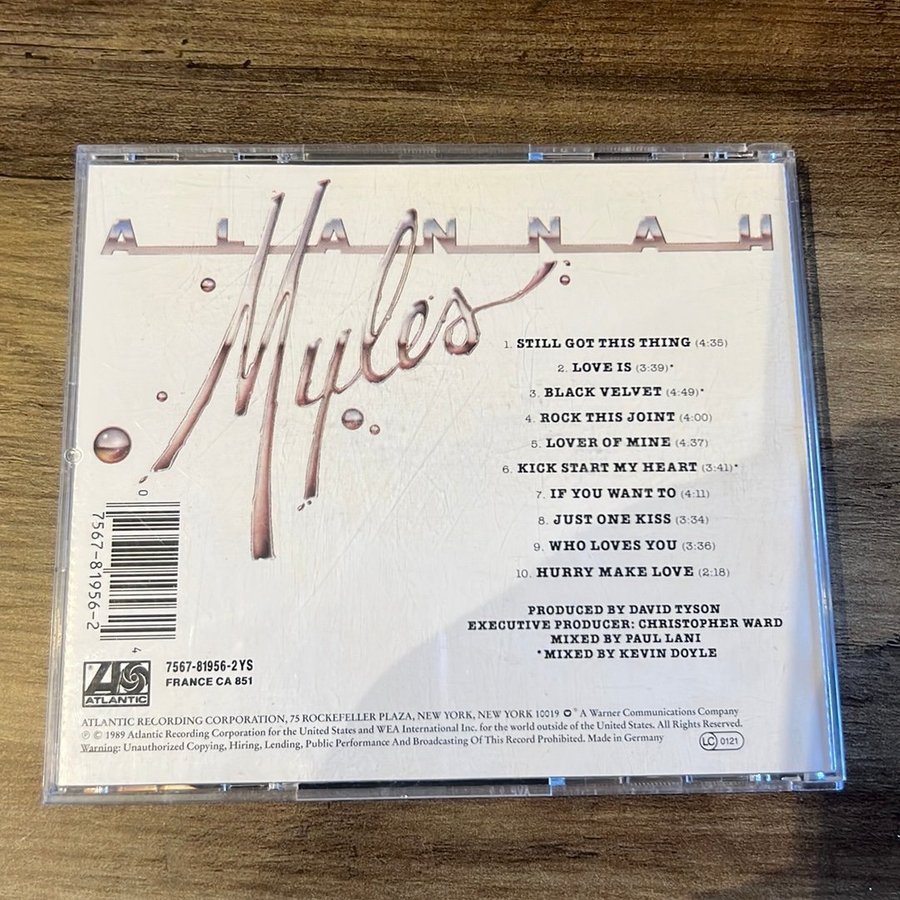 ALANNAH
Myles
1. STILL GOT THIS THING (4:35)
2. LOVE IS (3:39)*
3. BLACK VELVET (4:49)*
4. ROCK THIS JOINT (4:00)
5. LOVER OF MINE (4:37)
6. KICK START MY HEART (3:41)*
7. IF YOU WANT TO (4:11)
8. JUST ONE KISS (3:34)
9. WHO LOVES YOU (3:36)
10. HURRY MAKE LOVE (2:18)
PRODUCED BY DAVID TYSON
EXECUTIVE PRODUCER: CHRISTOPHER WARD
MIXED BY PAUL LANI
*MIXED BY KEVIN DOYLE
0
7567-81956-2
4
ATLANTIC
7567-81956-2 YS
FRANCE CA 851
ATLANTIC RECORDING CORPORATION, 75 ROCKEFELLER PLAZA, NEW YORK, NEW YORK 10019 ® A Warner Communications Company
℗ © 1989 Atlantic Recording Corporation for the United States and WEA International Inc. for the world outside of the United States. All Rights Reserved.
Warning: Unauthorized Copying, Hiring, Lending, Public Performance And Broadcasting Of This Record Prohibited. Made in Germany
LC 0121